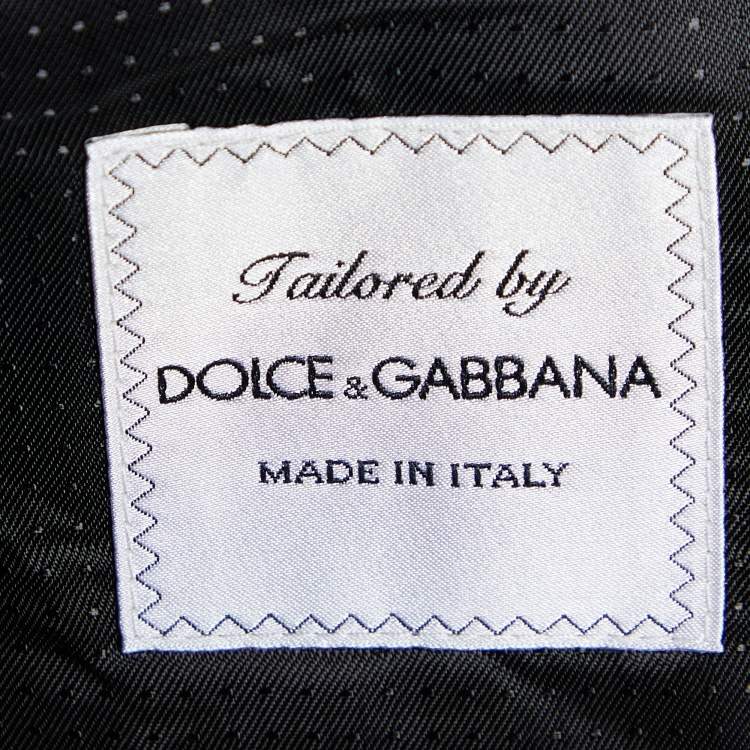 Tailored by
DOLCE & GABBANA
MADE IN ITALY